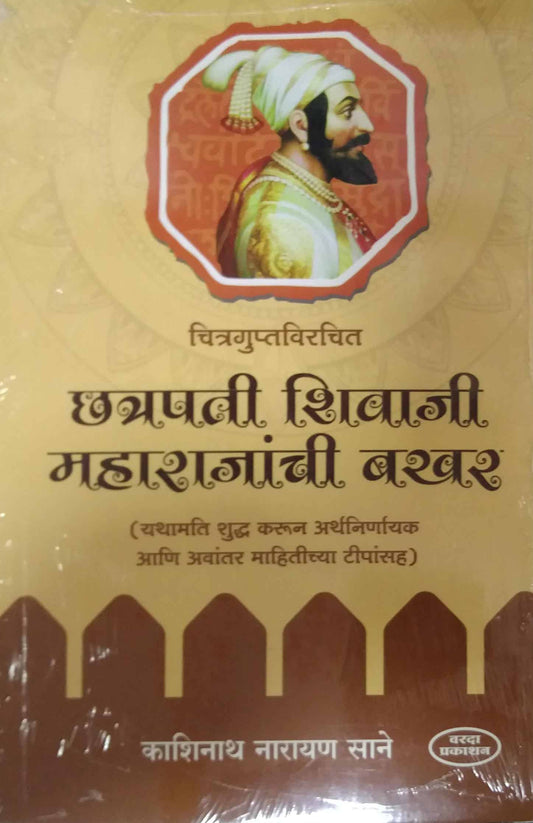 चित्रगुप्तविरचित
छत्रपती शिवाजी
महाराजांची बखर
(यथामति शुद्ध करून अर्थनिर्णायक
आणि अवांतर माहितीच्या टीपांसह)
काशिनाथ नारायण साने
वरदा
प्रकाशन